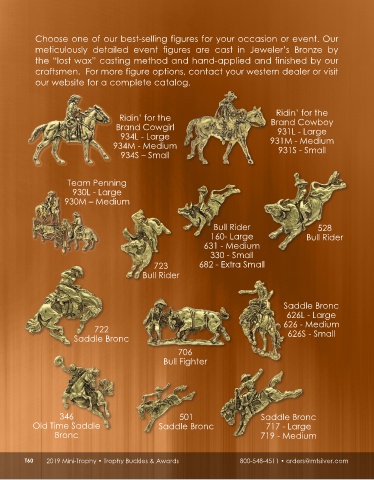 Choose one of our best-selling figures for your occasion or event. Our
meticulously detailed event figures are cast in Jeweler's Bronze by
the "lost wax" casting method and hand-applied and finished by our
craftsmen. For more figure options, contact your western dealer or visit
our website for a complete catalog.
Ridin' for the
Brand Cowgirl
934L - Large
934M - Medium
934S – Small
Ridin' for the
Brand Cowboy
931L - Large
931M - Medium
931S - Small
Team Penning
930L - Large
930M – Medium
723
Bull Rider
Bull Rider
160- Large
631 - Medium
330 - Small
682 - Extra Small
528
Bull Rider
722
Saddle Bronc
706
Bull Fighter
Saddle Bronc
626L - Large
626 - Medium
626S - Small
346
Old Time Saddle
Bronc
501
Saddle Bronc
Saddle Bronc
717 - Large
719 - Medium
T60 2019 Mini-Trophy • Trophy Buckles & Awards 800-548-4511 • orders@mtsilver.com